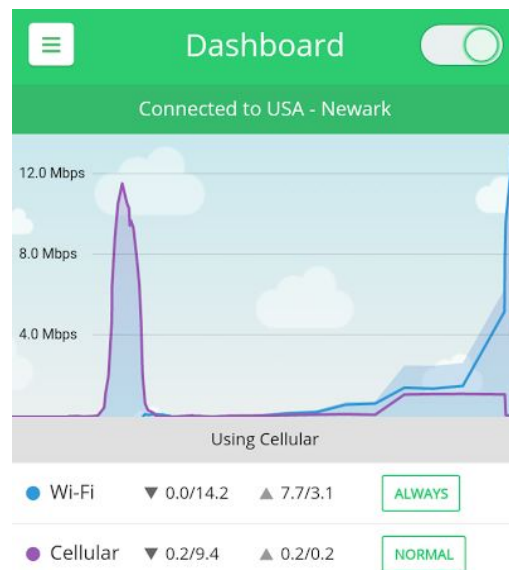 Dashboard
Connected to USA - Newark
12.0 Mbps
8.0 Mbps
4.0 Mbps
Using Cellular
Wi-Fi ▼ 0.0/14.2 ▲ 7.7/3.1 ALWAYS
Cellular ▼ 0.2/9.4 ▲ 0.2/0.2 NORMAL